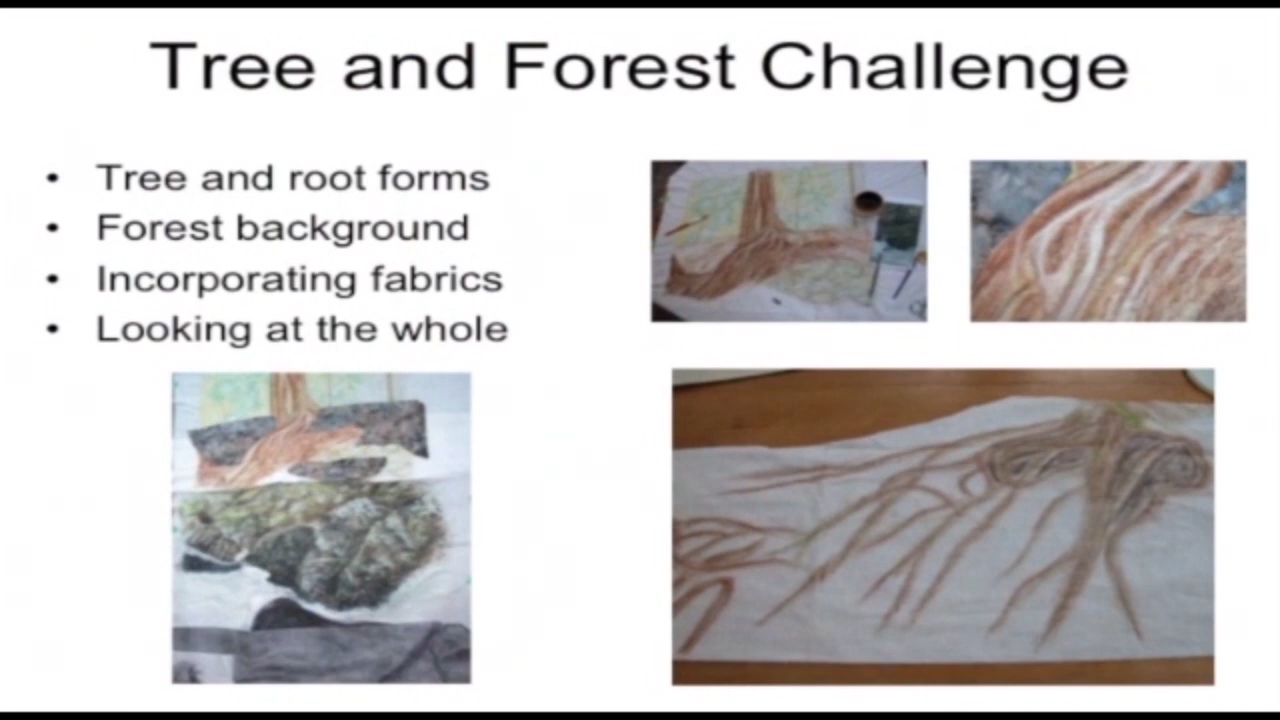 Tree and Forest Challenge
• Tree and root forms
• Forest background
• Incorporating fabrics
• Looking at the whole